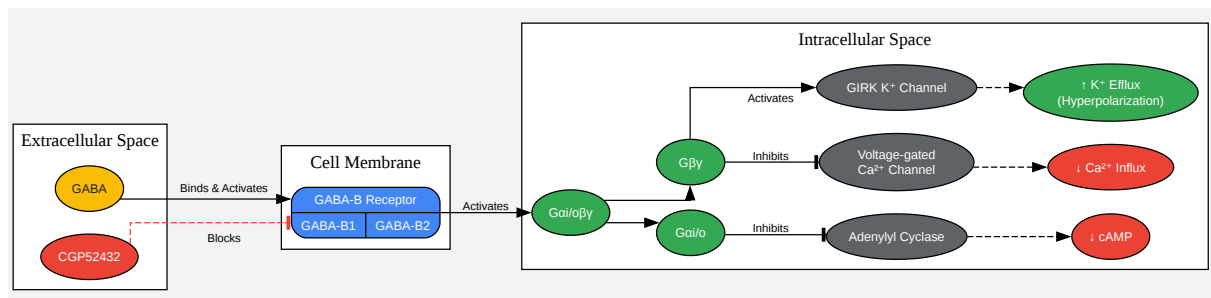 Extracellular Space
GABA
CGP52432
Binds & Activates
Blocks
Cell Membrane
GABA-B Receptor
GABA-B1
GABA-B2
Activates
Intracellular Space
Gαi/oβγ
Gβγ
Gαi/o
Activates
Inhibits
Inhibits
GIRK K⁺ Channel
Voltage-gated
Ca²⁺ Channel
Adenylyl Cyclase
↑ K⁺ Efflux
(Hyperpolarization)
↓ Ca²⁺ Influx
↓ cAMP